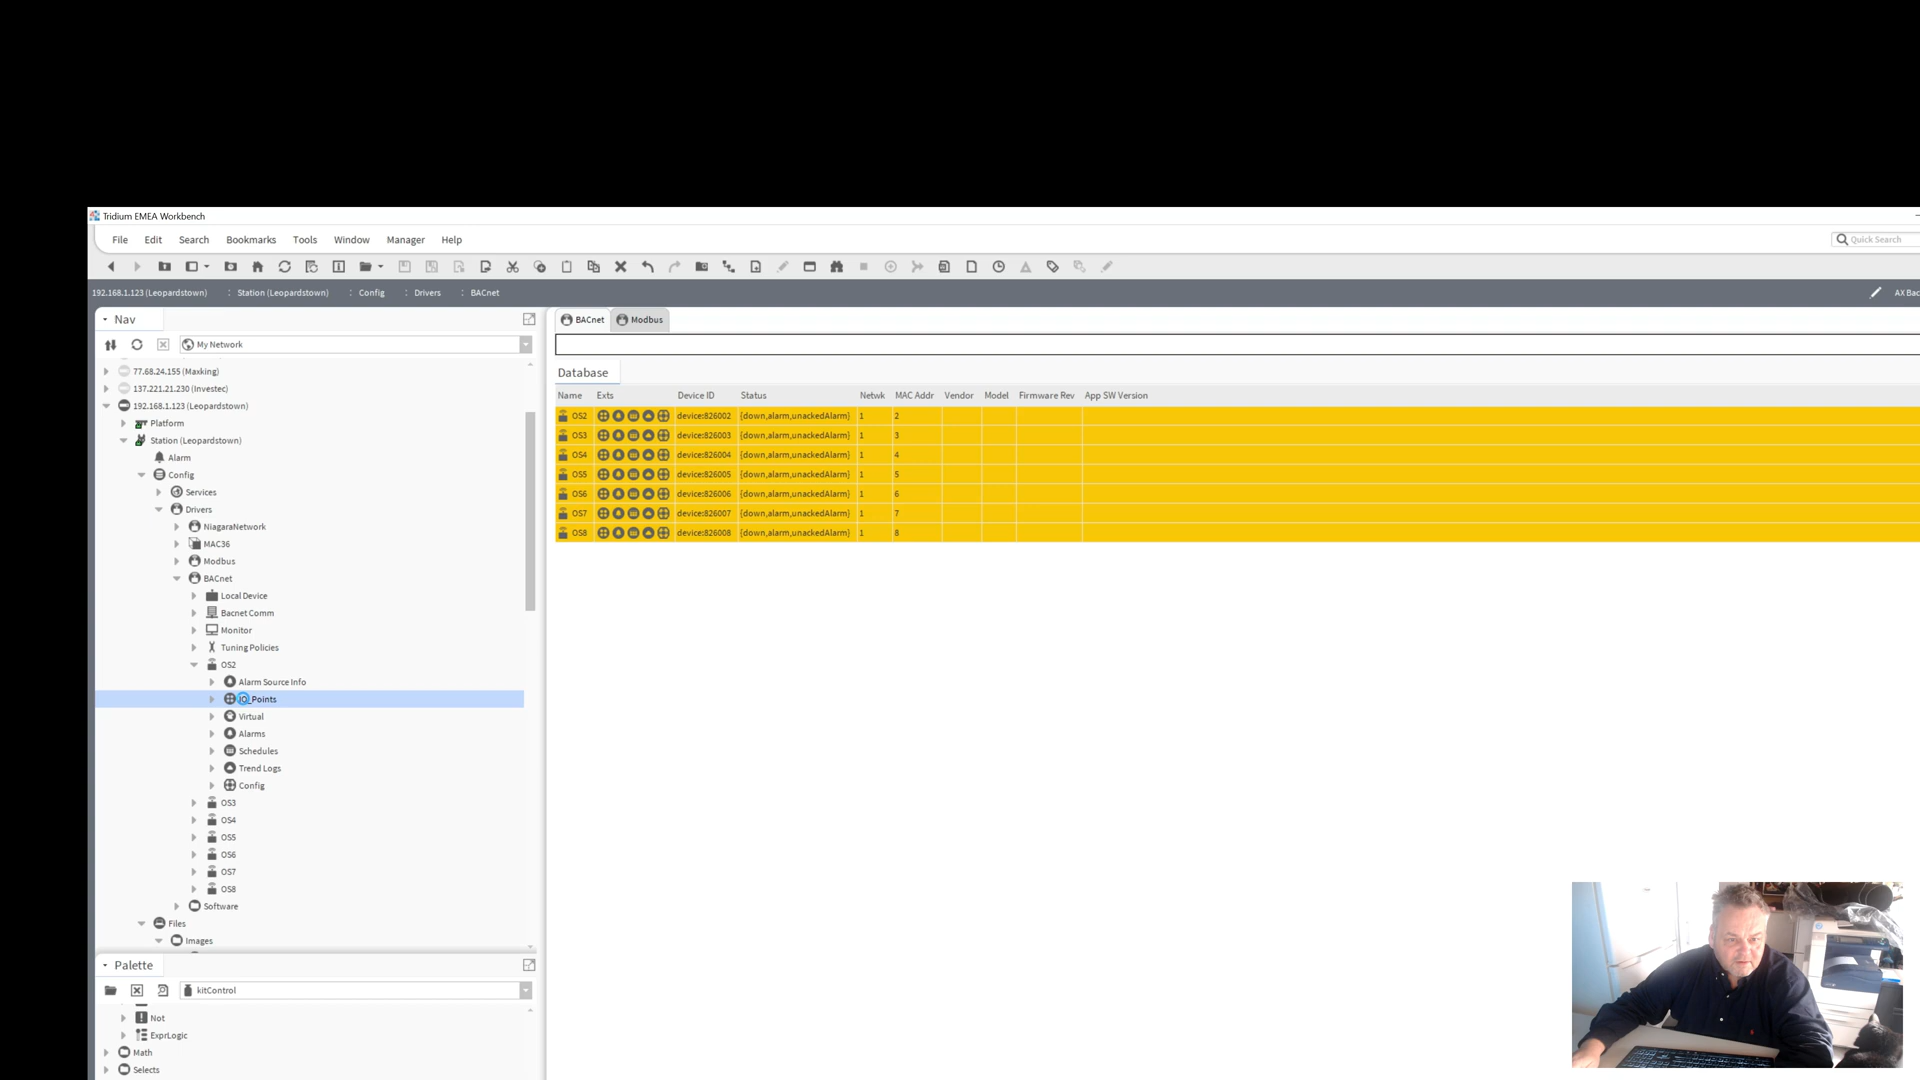 Tridium EMEA Workbench
File Edit Search Bookmarks Tools Window Manager Help
Quick Search
192.168.1.123 (Leopardstown) : Station (Leopardstown) : Config : Drivers : BACnet
AX Bac
Nav
My Network
77.68.24.155 (Maxking)
137.221.21.230 (Investec)
192.168.1.123 (Leopardstown)
Platform
Station (Leopardstown)
Alarm
Config
Services
Drivers
NiagaraNetwork
MAC36
Modbus
BACnet
Local Device
Bacnet Comm
Monitor
Tuning Policies
OS2
Alarm Source Info
IO_Points
Virtual
Alarms
Schedules
Trend Logs
Config
OS3
OS4
OS5
OS6
OS7
OS8
Software
Files
Images
Palette
kitControl
Not
ExprLogic
Math
Selects
BACnet Modbus
Database
Name Exts Device ID Status Netwk MAC Addr Vendor Model Firmware Rev App SW Version
OS2 device:826002 {down,alarm,unackedAlarm} 1 2
OS3 device:826003 {down,alarm,unackedAlarm} 1 3
OS4 device:826004 {down,alarm,unackedAlarm} 1 4
OS5 device:826005 {down,alarm,unackedAlarm} 1 5
OS6 device:826006 {down,alarm,unackedAlarm} 1 6
OS7 device:826007 {down,alarm,unackedAlarm} 1 7
OS8 device:826008 {down,alarm,unackedAlarm} 1 8